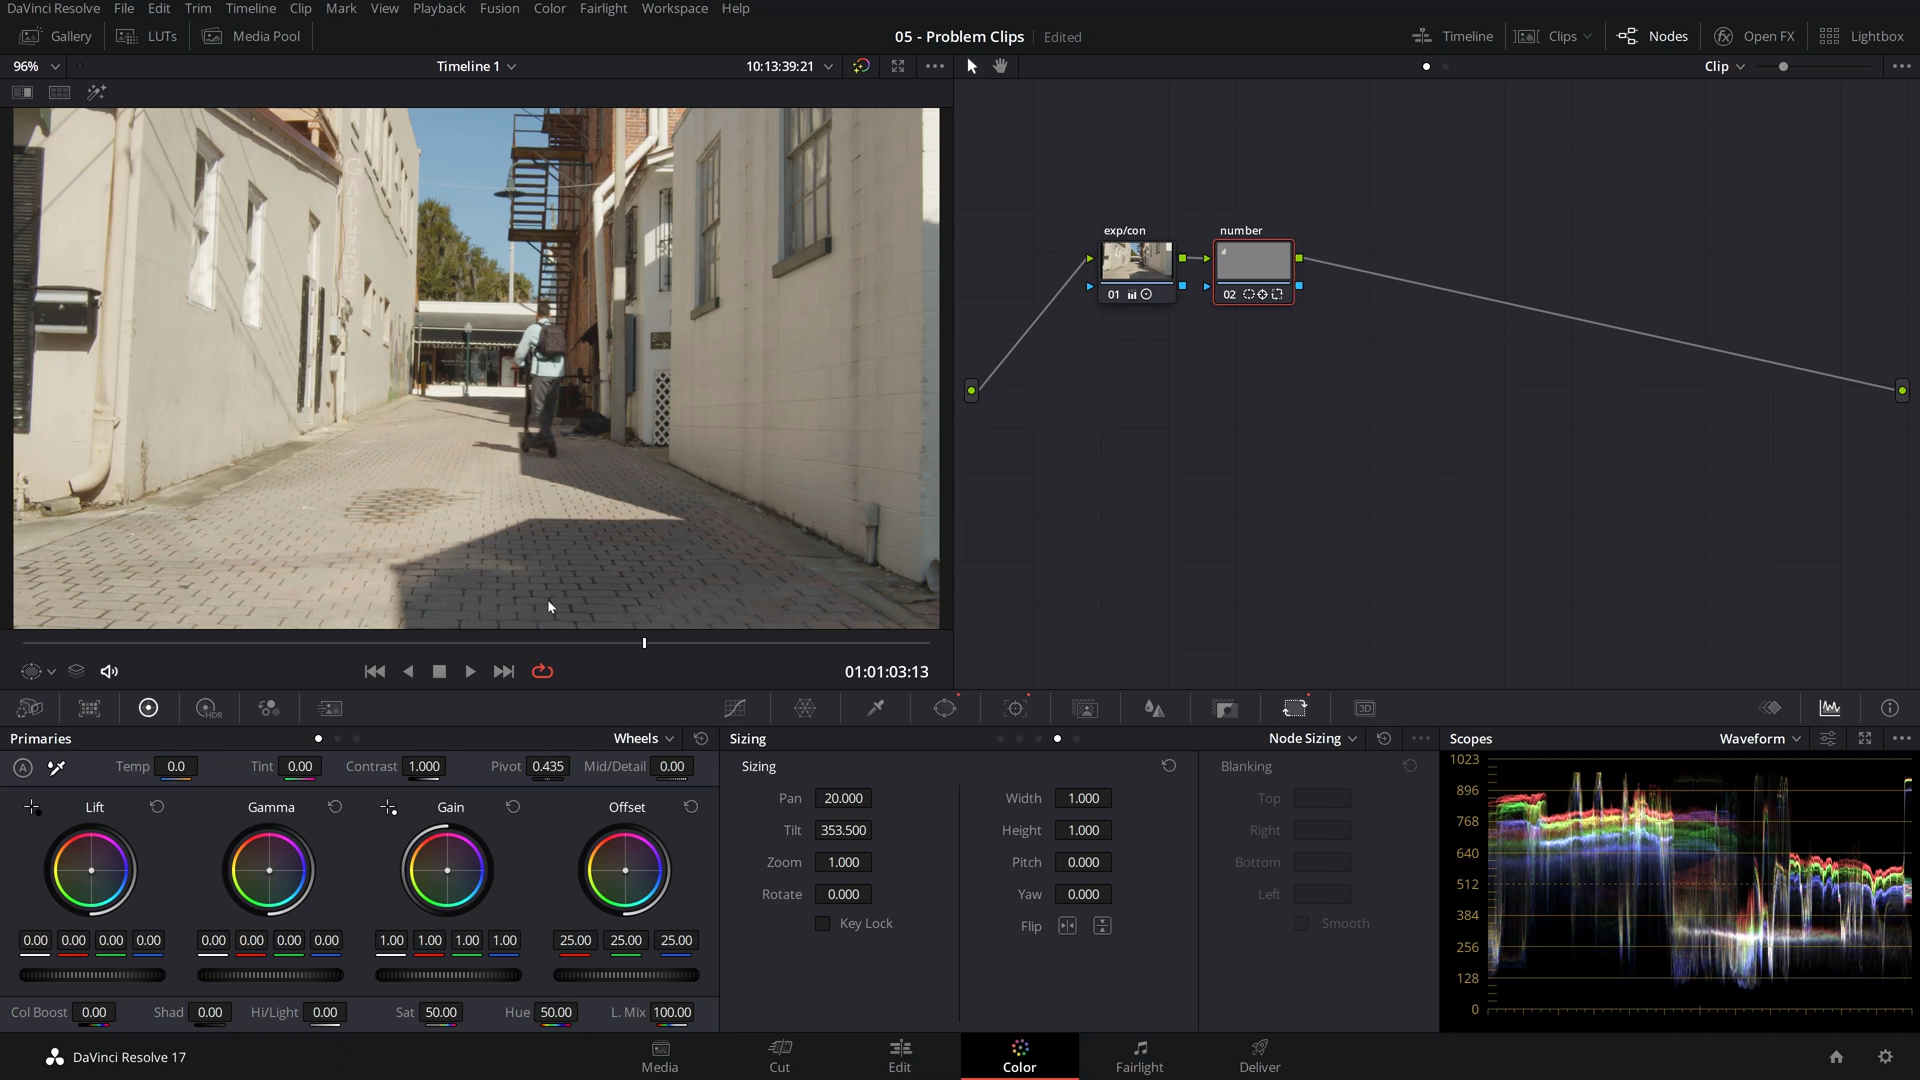 DaVinci Resolve File Edit Trim Timeline Clip Mark View Playback Fusion Color Fairlight Workspace Help
Gallery LUTs Media Pool 05 - Problem Clips Edited Timeline Clips Nodes fx Open FX Lightbox
96% Timeline 1 10:13:39:21 Clip
exp/con number
01 02
01:01:03:13
HDR 3D
Primaries Wheels Sizing Node Sizing Scopes Waveform
A Temp 0.0 Tint 0.00 Contrast 1.000 Pivot 0.435 Mid/Detail 0.00 Sizing Blanking 1023
Lift Gamma Gain Offset Pan 20.000 Width 1.000 Top 896
Tilt 353.500 Height 1.000 Right 768
Zoom 1.000 Pitch 0.000 Bottom 640
Rotate 0.000 Yaw 0.000 Left 512
Key Lock Flip Smooth 384
0.00 0.00 0.00 0.00 0.00 0.00 0.00 0.00 1.00 1.00 1.00 1.00 25.00 25.00 25.00 256
128
Col Boost 0.00 Shad 0.00 Hi/Light 0.00 Sat 50.00 Hue 50.00 L. Mix 100.00 0
DaVinci Resolve 17 Media Cut Edit Color Fairlight Deliver